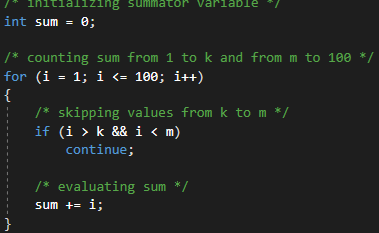 /* initializing summator variable */
int sum = 0;
/* counting sum from 1 to k and from m to 100 */
for (i = 1; i <= 100; i++)
{
/* skipping values from k to m */
if (i > k && i < m)
continue;
/* evaluating sum */
sum += i;
}